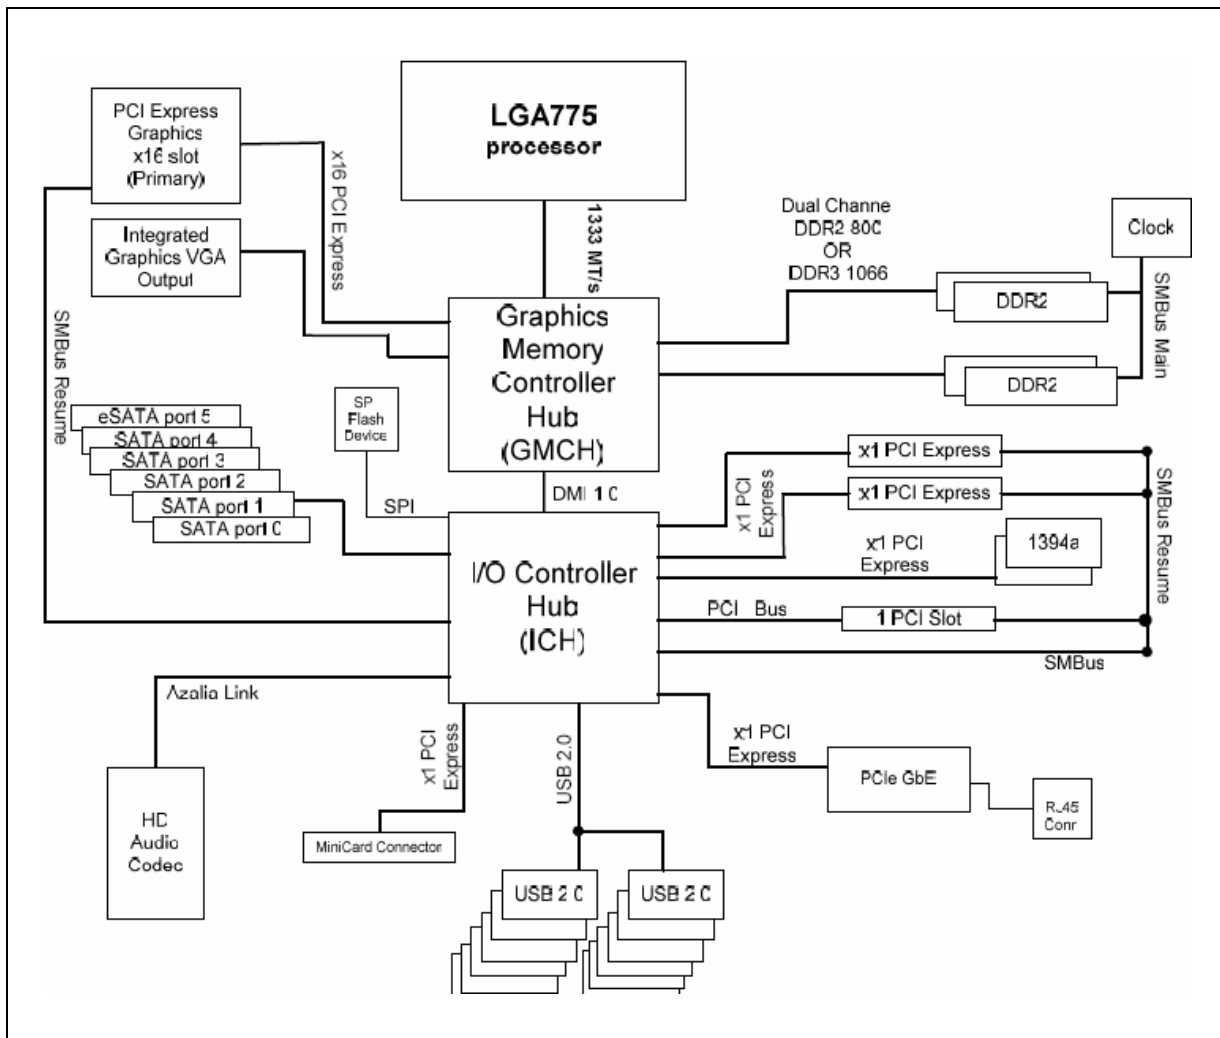 PCI Express
Graphics
x16 slot
(Primary)
LGA775
processor
x16 PCI Express
1333 MT/s
Dual Channe
DDR2 800
OR
DDR3 1066
Clock
Integrated
Graphics VGA
Output
DDR2
DDR2
SMBus Main
SMBus Resume
Graphics
Memory
Controller
Hub
(GMCH)
SP
Flash
Device
eSATA port 5
SATA port 4
SATA port 3
SATA port 2
SATA port 1
SATA port 0
SPI
DMI 1 0
x1 PCI Express
x1 PCI Express
x1 PCI
Express
SMBus Resume
1394a
x1 PCI
Express
I/O Controller
Hub
(ICH)
PCI Bus
1 PCI Slot
SMBus
Azalia Link
x1 PCI
Express
USB 2.0
x1 PCI
Express
PCIe GbE
RJ45
Conr
HD
Audio
Codec
MiniCard Connector
USB 2 0
USB 2 0